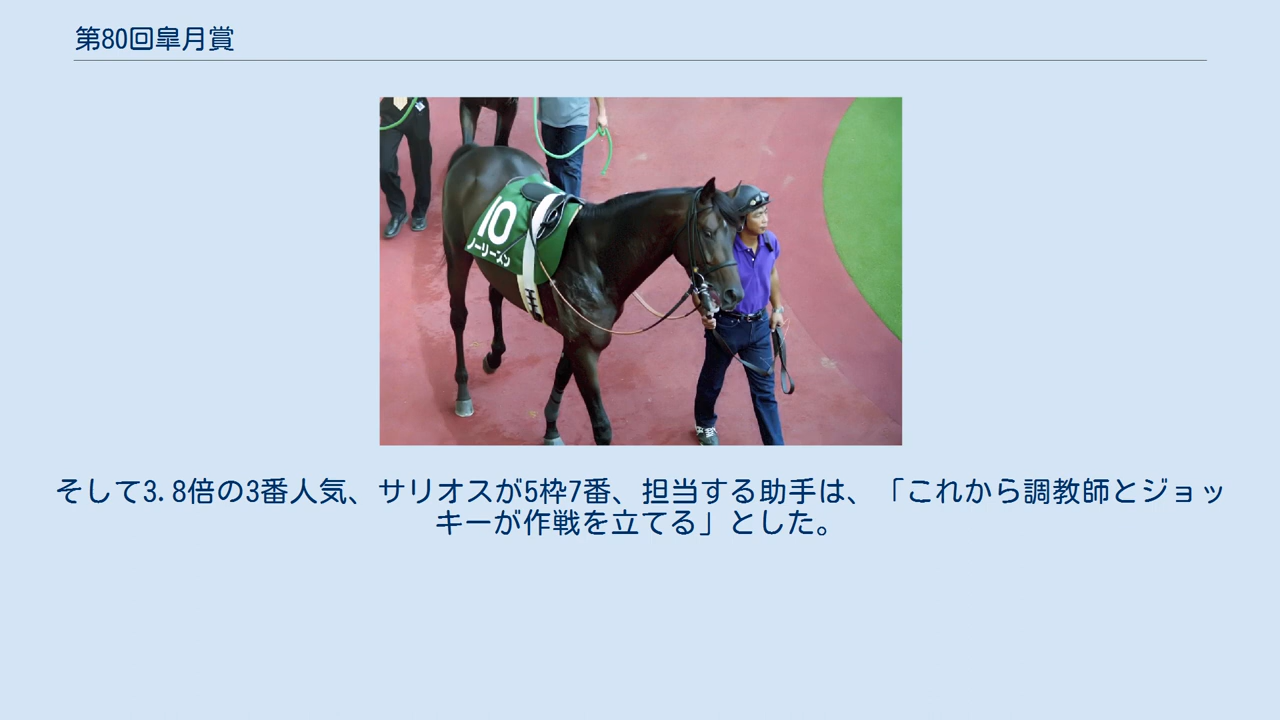 第80回皐月賞
10
ノーリーズン
そして3.8倍の3番人気、サリオスが5枠7番、担当する助手は、「これから調教師とジョッ
キーが作戦を立てる」とした。